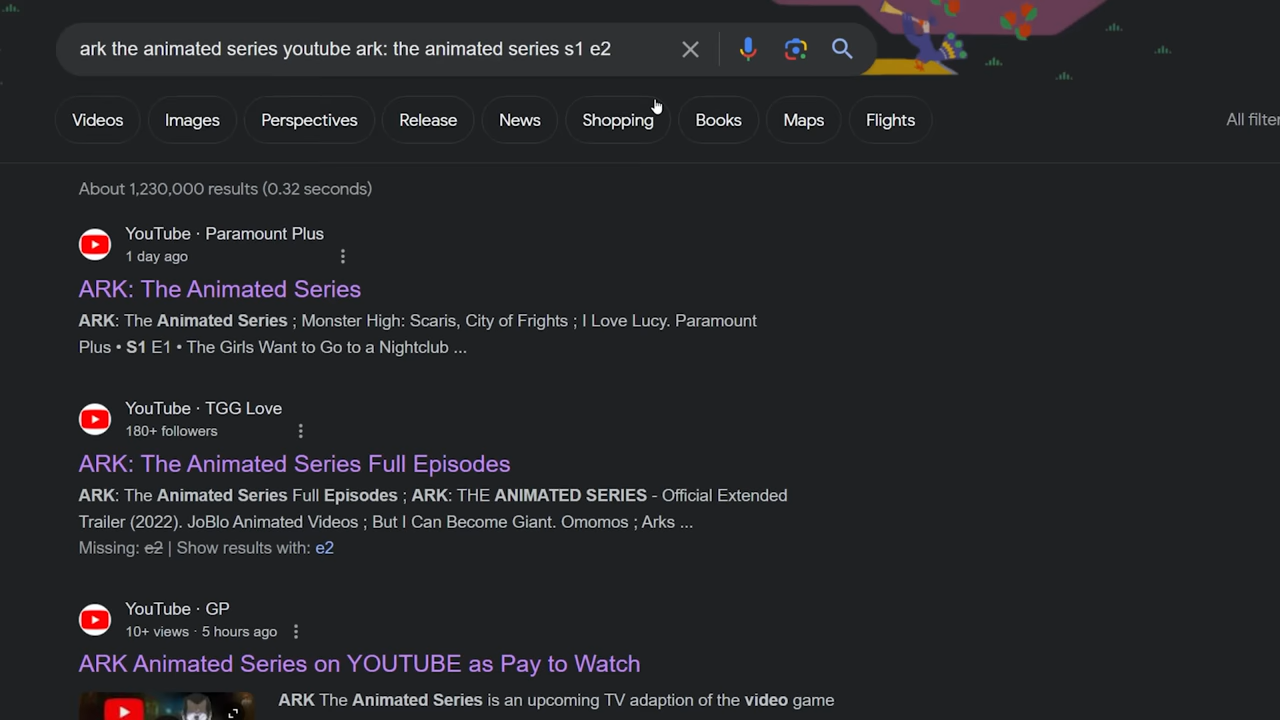 ark the animated series youtube ark: the animated series s1 e2
Videos Images Perspectives Release News Shopping Books Maps Flights All filter
About 1,230,000 results (0.32 seconds)
YouTube · Paramount Plus
1 day ago
ARK: The Animated Series
ARK: The Animated Series ; Monster High: Scaris, City of Frights ; I Love Lucy. Paramount
Plus • S1 E1 • The Girls Want to Go to a Nightclub ...
YouTube · TGG Love
180+ followers
ARK: The Animated Series Full Episodes
ARK: The Animated Series Full Episodes ; ARK: THE ANIMATED SERIES - Official Extended
Trailer (2022). JoBlo Animated Videos ; But I Can Become Giant. Omomos ; Arks ...
Missing: e2 | Show results with: e2
YouTube · GP
10+ views · 5 hours ago
ARK Animated Series on YOUTUBE as Pay to Watch
ARK The Animated Series is an upcoming TV adaption of the video game